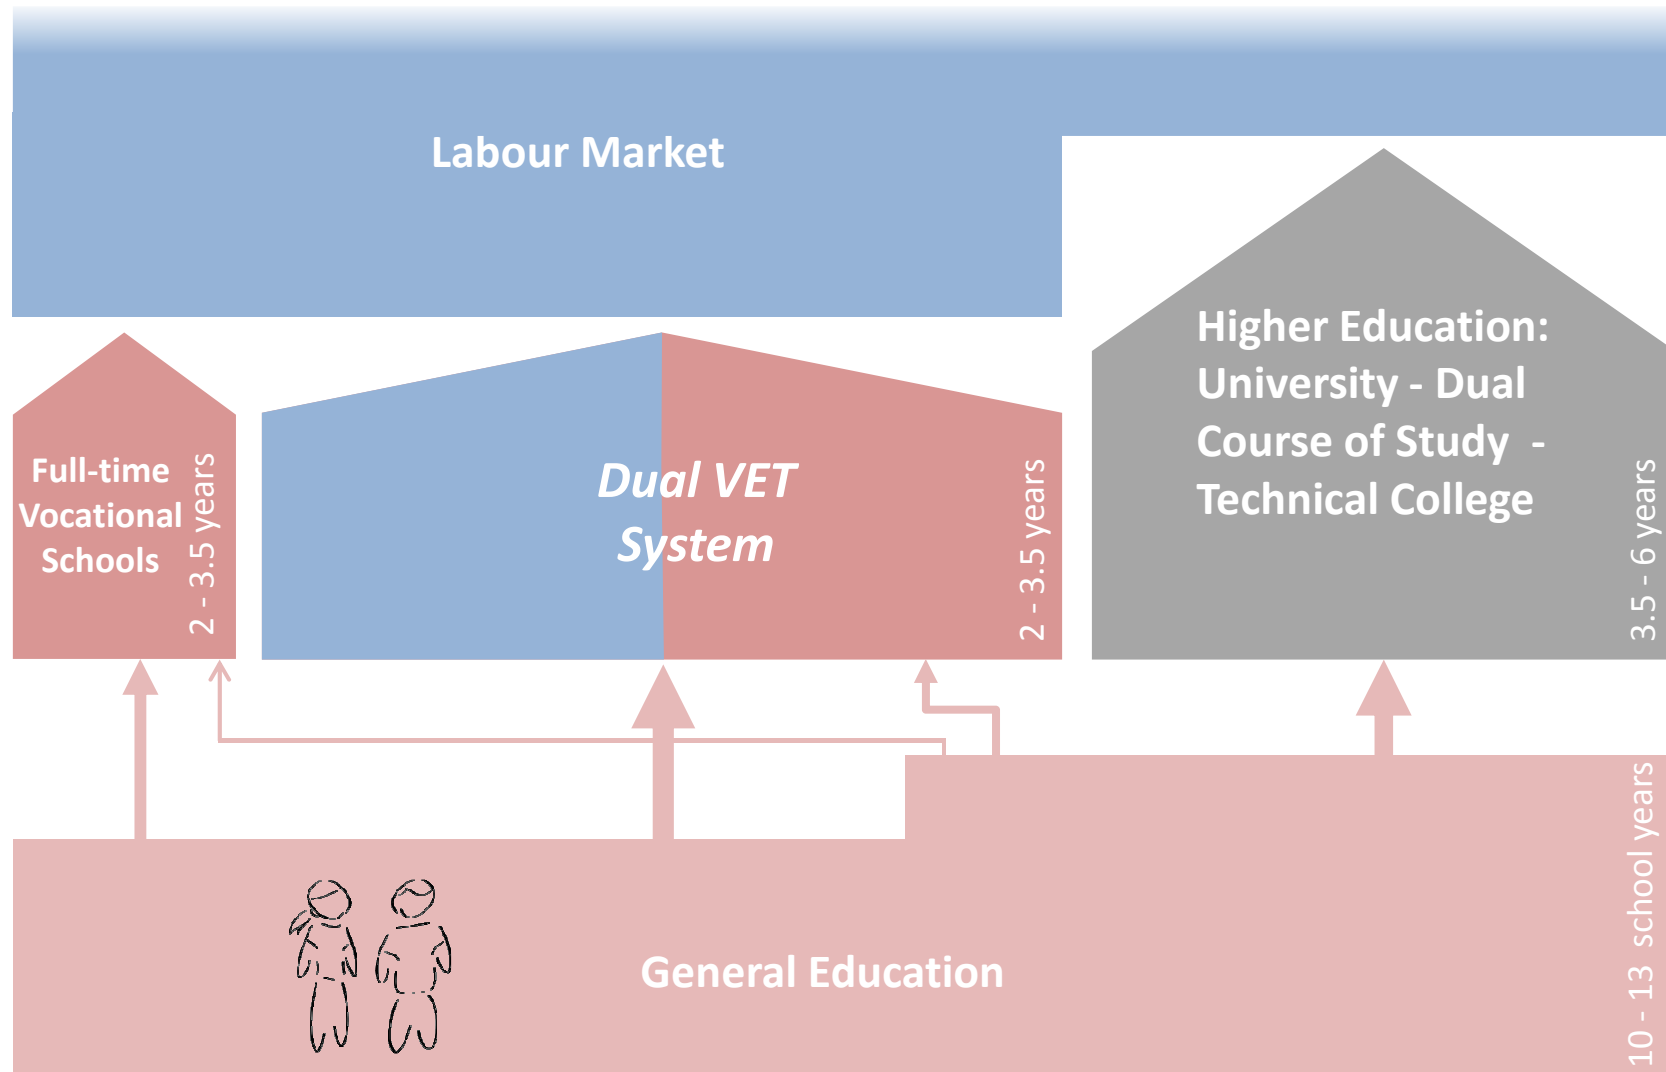 Labour Market
Full-time
Vocational
Schools
2 - 3.5 years
Dual VET
System
2 - 3.5 years
Higher Education:
University - Dual
Course of Study  -
Technical College
3.5 - 6 years
General Education
10 - 13  school years